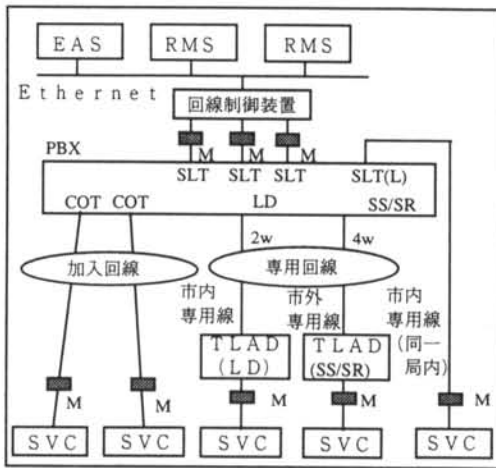 EAS RMS RMS
Ethernet
回線制御装置
M M M
PBX
SLT SLT SLT SLT(L)
COT COT LD SS/SR
2w 4w
加入回線 専用回線
市内 市外 市内
専用線 専用線 専用線
TLAD TLAD (同一
(LD) (SS/SR) 局内)
M M M M M
SVC SVC SVC SVC SVC